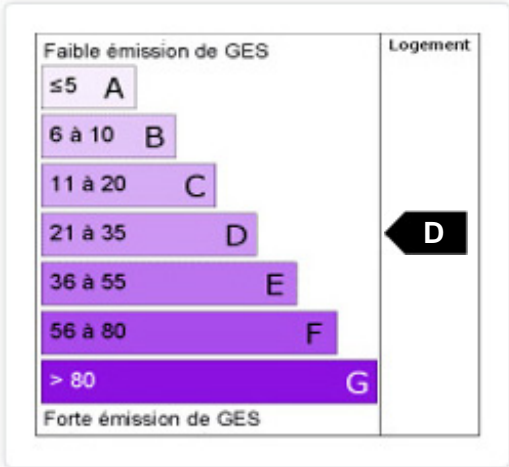 Faible émission de GES
Logement
≤5 A
6 à 10 B
11 à 20 C
21 à 35 D
D
36 à 55 E
56 à 80 F
> 80 G
Forte émission de GES